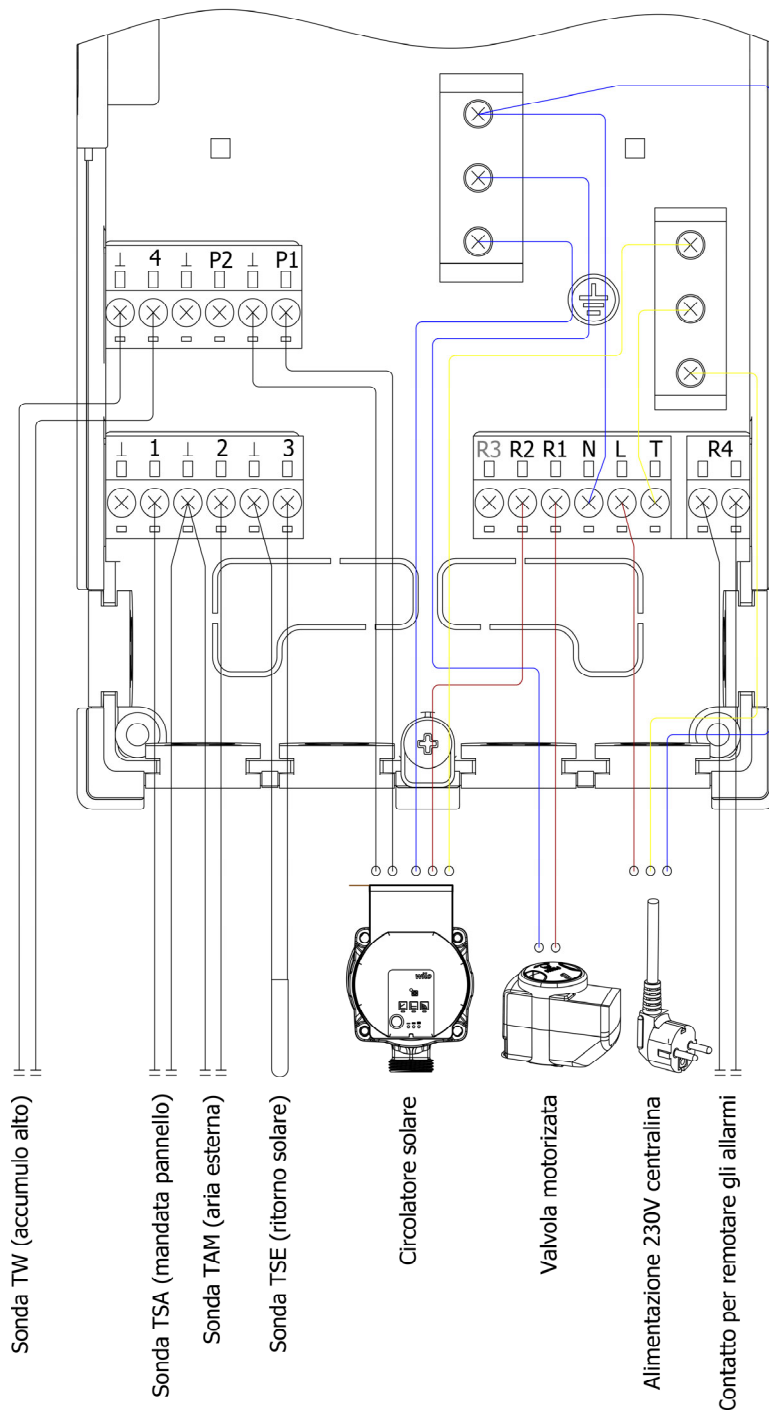 ⊥ 4 ⊥ P2 ⊥ P1
⊥ 1 ⊥ 2 ⊥ 3
R3 R2 R1 N L T
R4
wilo
Sonda TW (accumulo alto)
Sonda TSA (mandata pannello)
Sonda TAM (aria esterna)
Sonda TSE (ritorno solare)
Circolatore solare
Valvola motorizzata
Alimentazione 230V centralina
Contatto per remotare gli allarmi